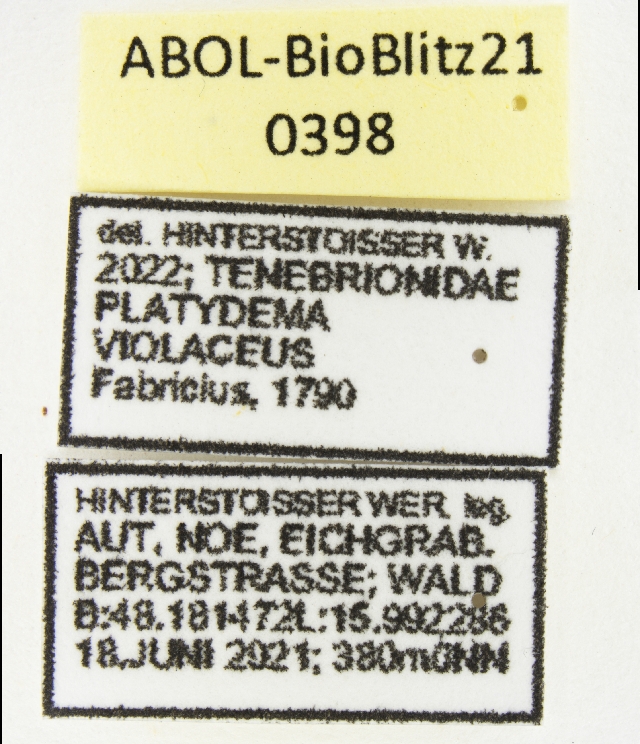 ABOL-BioBlitz21
0398
det. HINTERSTOISSER W.
2022; TENEBRIONIDAE
PLATYDEMA
VIOLACEUS
Fabricius, 1790
HINTERSTOISSER WER. leg.
AUT. NOE, EICHGRAB.
BERGSTRASSE; WALD
B:48.181472L:15.992286
18.JUNI 2021; 380müNN